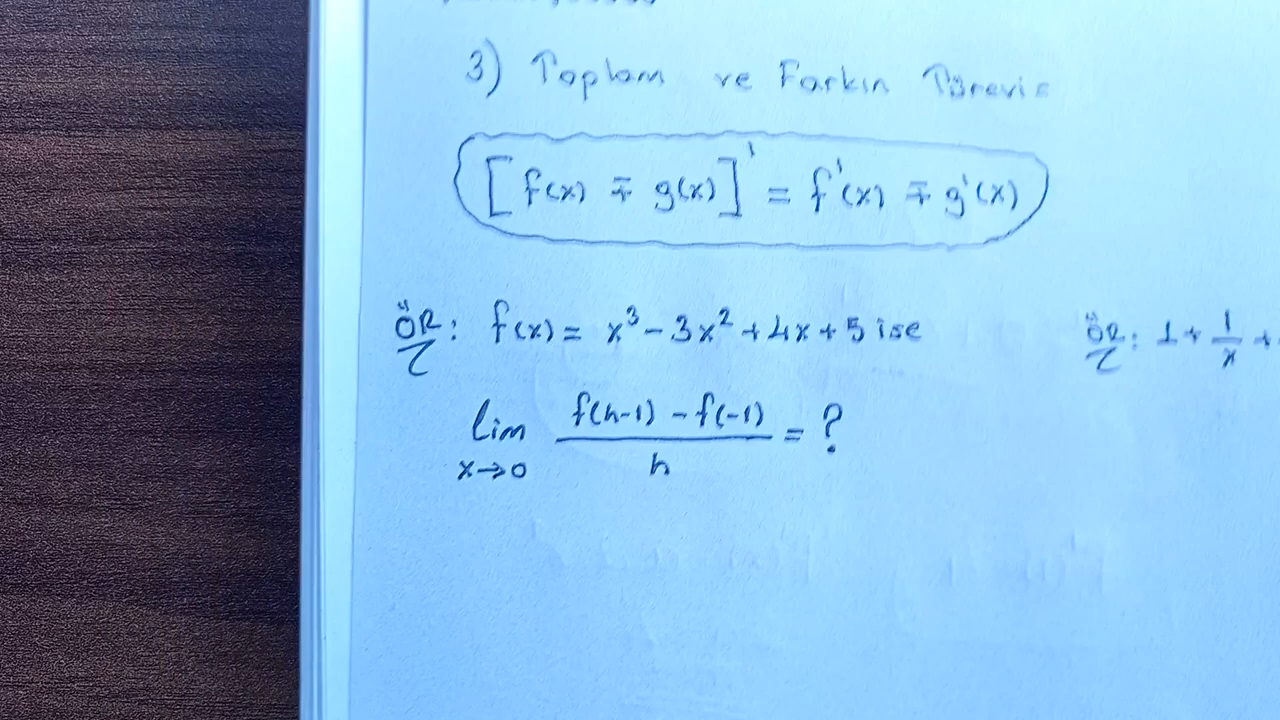 3) Toplam ve Farkın Türevi:
[f(x) ∓ g(x)]' = f'(x) ∓ g'(x)
ÖR: f(x) = x³ - 3x² + 4x + 5 ise
lim x→0 f(h-1) - f(-1) / h = ?
ÖR: 1 + 1/x +